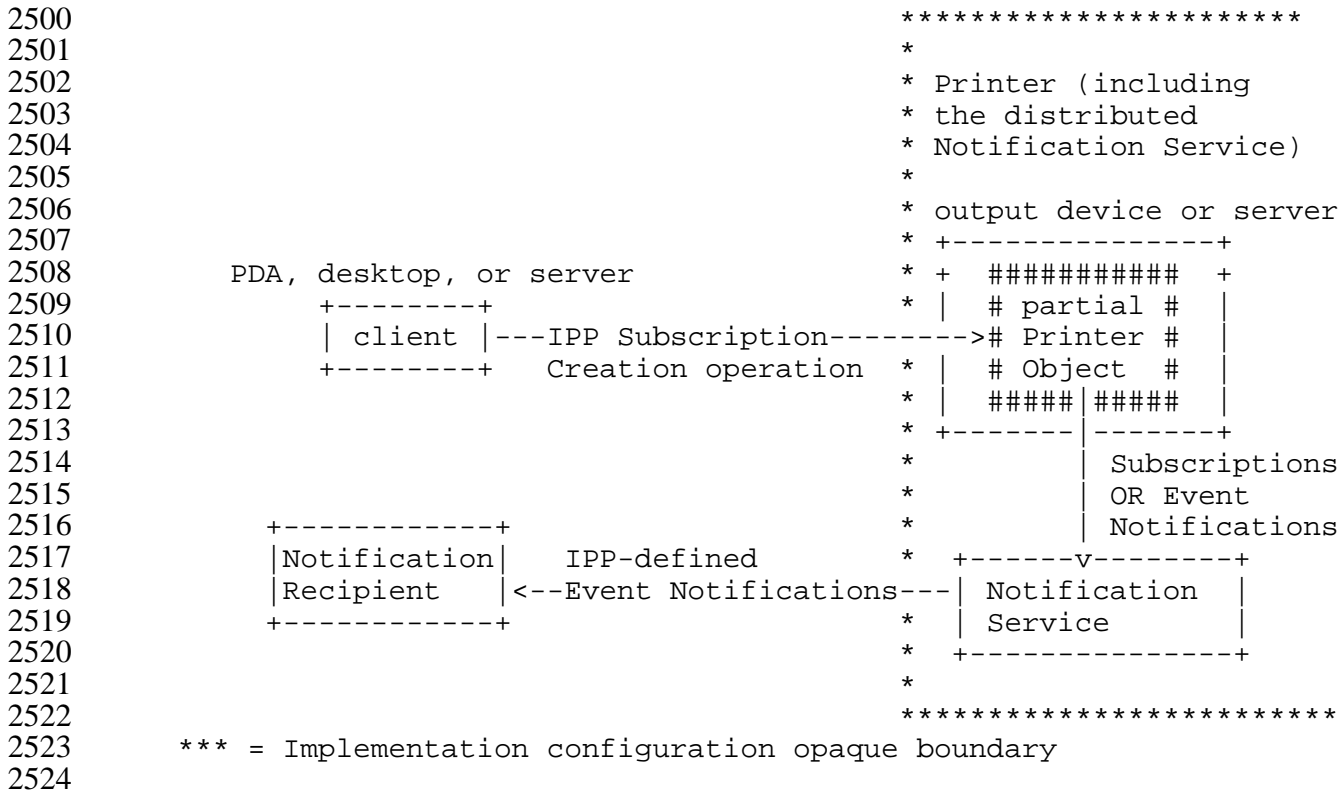 2500                                                ***********************
2501                                                *
2502                                                * Printer (including
2503                                                * the distributed
2504                                                * Notification Service)
2505                                                *
2506                                                * output device or server
2507                                                * +---------------+
2508         PDA, desktop, or server                * +  ###########  +
2509              +--------+                        * |  # partial #  |
2510              | client |---IPP Subscription--------># Printer #  |
2511              +--------+   Creation operation   * |  # Object  #  |
2512                                                * |  #####|#####  |
2513                                                * +-------|-------+
2514                                                *         | Subscriptions
2515                                                *         | OR Event
2516           +------------+                       *         | Notifications
2517           |Notification|   IPP-defined         *  +------v--------+
2518           |Recipient   |<--Event Notifications---| Notification  |
2519           +------------+                       *  | Service       |
2520                                                *  +---------------+
2521                                                *
2522                                                *************************
2523      *** = Implementation configuration opaque boundary
2524